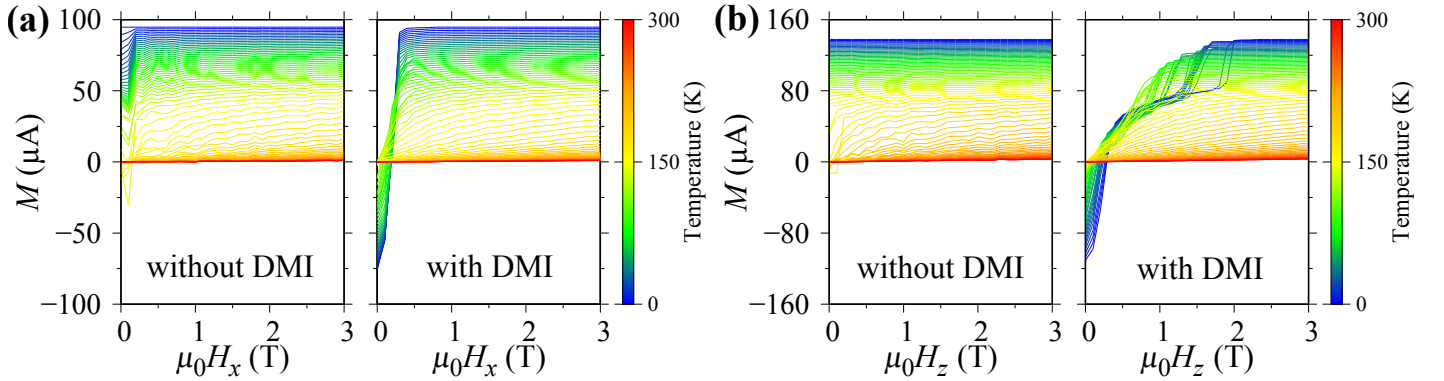 (a)
M (μA)
100
50
0
−50
−100
without DMI
with DMI
0 1 2 3
0 1 2 3
μ₀Hₓ (T)
μ₀Hₓ (T)
300
150
0
Temperature (K)
(b)
M (μA)
160
80
0
−80
−160
without DMI
with DMI
0 1 2 3
0 1 2 3
μ₀H_z (T)
μ₀H_z (T)
300
150
0
Temperature (K)